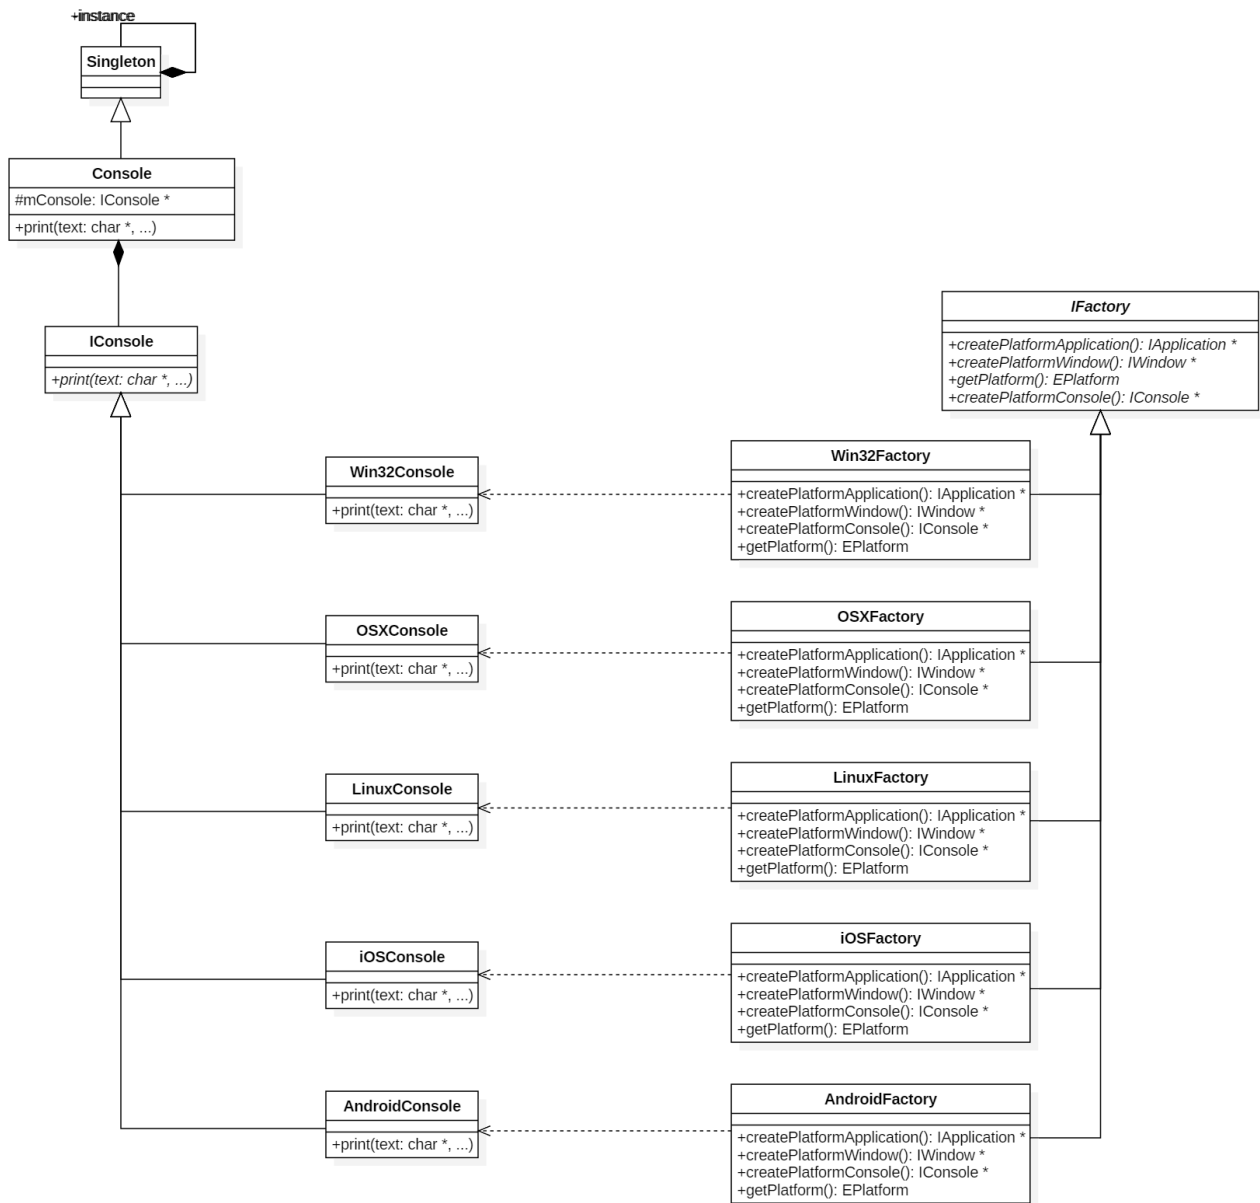 +instance
Singleton
Console
#mConsole: IConsole *
+print(text: char *, ...)
IConsole
+print(text: char *, ...)
IFactory
+createPlatformApplication(): IApplication *
+createPlatformWindow(): IWindow *
+getPlatform(): EPlatform
+createPlatformConsole(): IConsole *
Win32Console
+print(text: char *, ...)
Win32Factory
+createPlatformApplication(): IApplication *
+createPlatformWindow(): IWindow *
+createPlatformConsole(): IConsole *
+getPlatform(): EPlatform
OSXConsole
+print(text: char *, ...)
OSXFactory
+createPlatformApplication(): IApplication *
+createPlatformWindow(): IWindow *
+createPlatformConsole(): IConsole *
+getPlatform(): EPlatform
LinuxConsole
+print(text: char *, ...)
LinuxFactory
+createPlatformApplication(): IApplication *
+createPlatformWindow(): IWindow *
+createPlatformConsole(): IConsole *
+getPlatform(): EPlatform
iOSConsole
+print(text: char *, ...)
iOSFactory
+createPlatformApplication(): IApplication *
+createPlatformWindow(): IWindow *
+createPlatformConsole(): IConsole *
+getPlatform(): EPlatform
AndroidConsole
+print(text: char *, ...)
AndroidFactory
+createPlatformApplication(): IApplication *
+createPlatformWindow(): IWindow *
+createPlatformConsole(): IConsole *
+getPlatform(): EPlatform